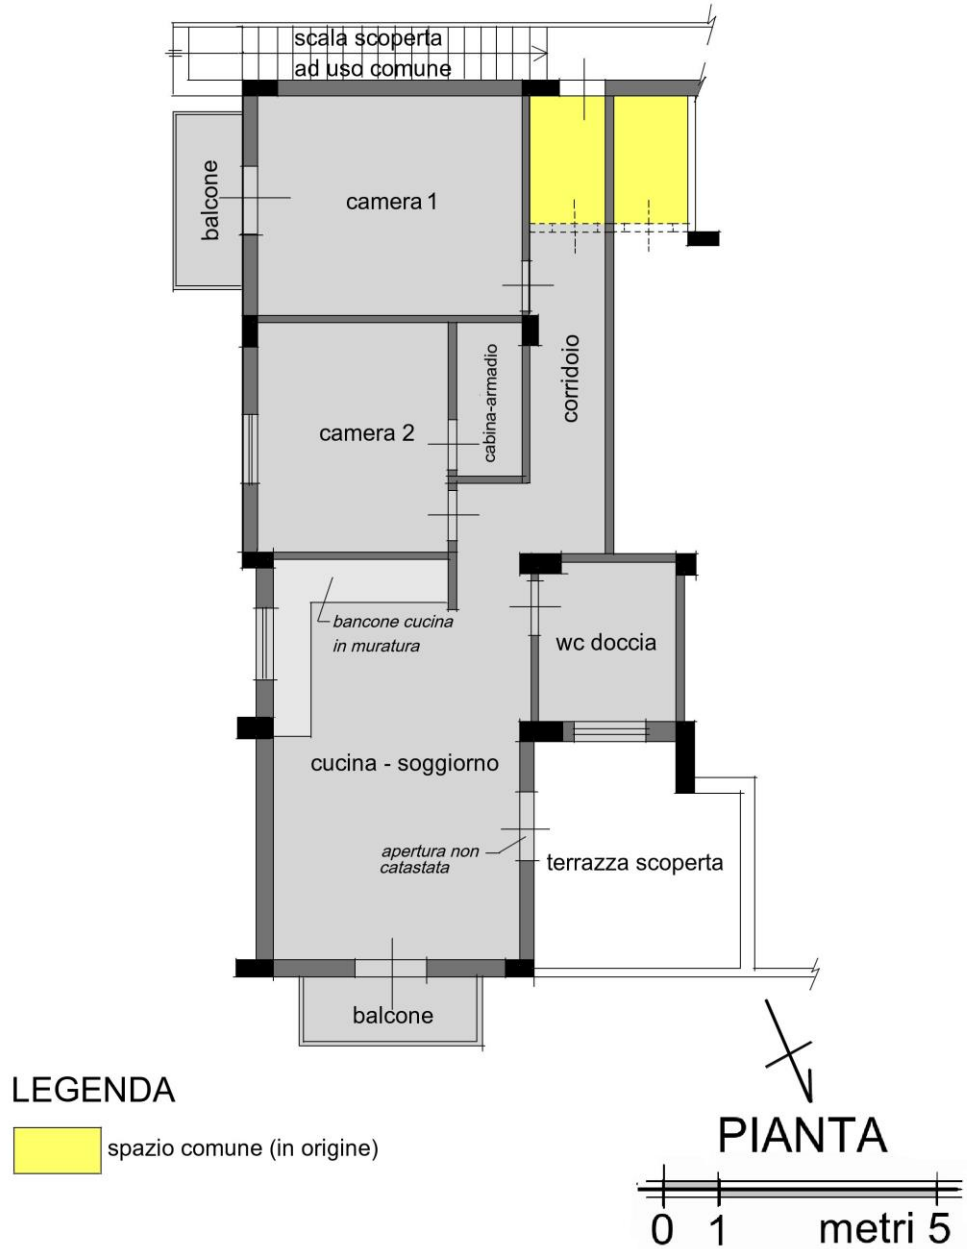 scala scoperta
ad uso comune
balcone
camera 1
corridoio
cabina-armadio
camera 2
bancone cucina
in muratura
wc doccia
cucina - soggiorno
apertura non
catastata
terrazza scoperta
balcone
LEGENDA
spazio comune (in origine)
PIANTA
0 1 metri 5